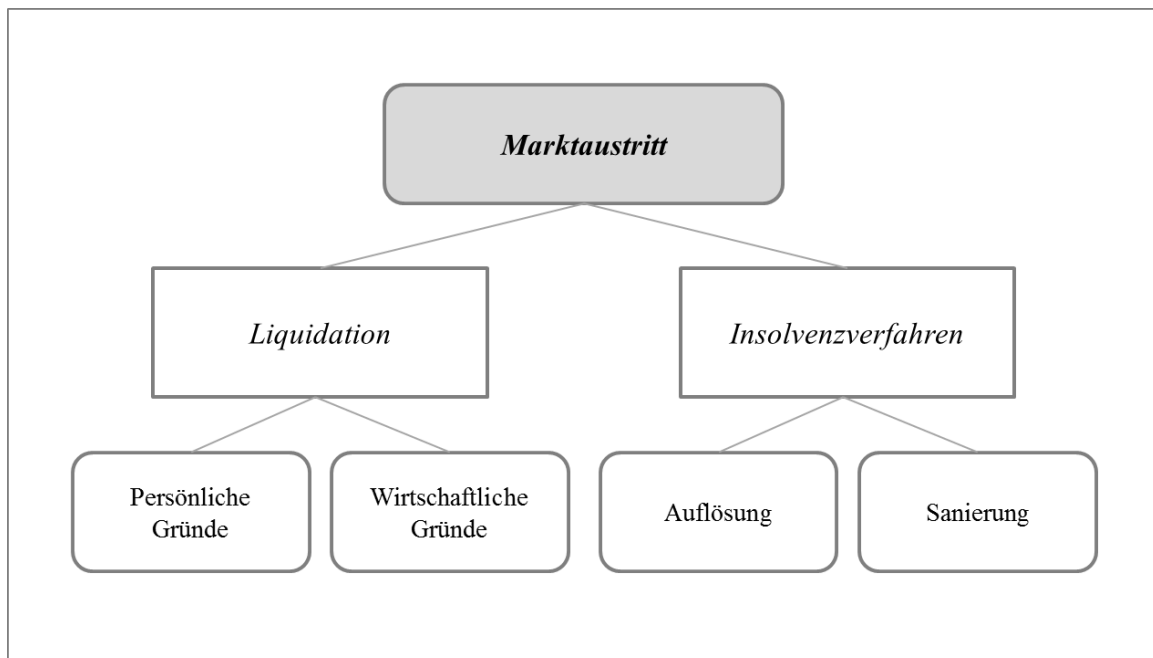 Marktaustritt
Liquidation
Insolvenzverfahren
Persönliche
Gründe
Wirtschaftliche
Gründe
Auflösung
Sanierung